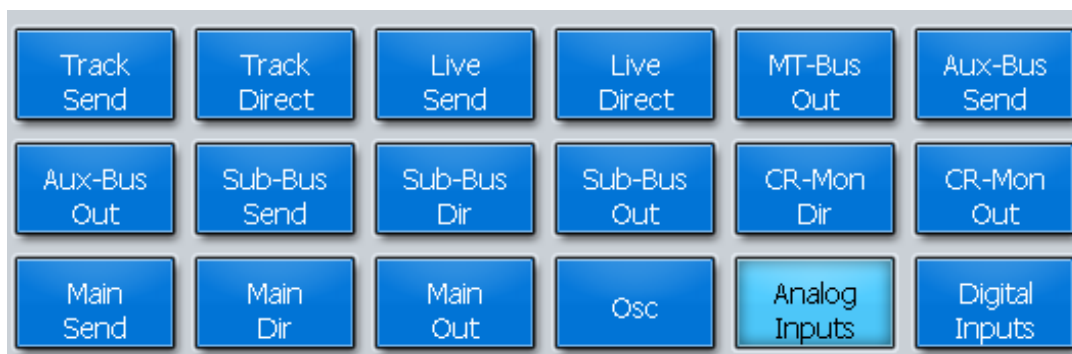 Track
Send
Track
Direct
Live
Send
Live
Direct
MT-Bus
Out
Aux-Bus
Send
Aux-Bus
Out
Sub-Bus
Send
Sub-Bus
Dir
Sub-Bus
Out
CR-Mon
Dir
CR-Mon
Out
Main
Send
Main
Dir
Main
Out
Osc
Analog
Inputs
Digital
Inputs